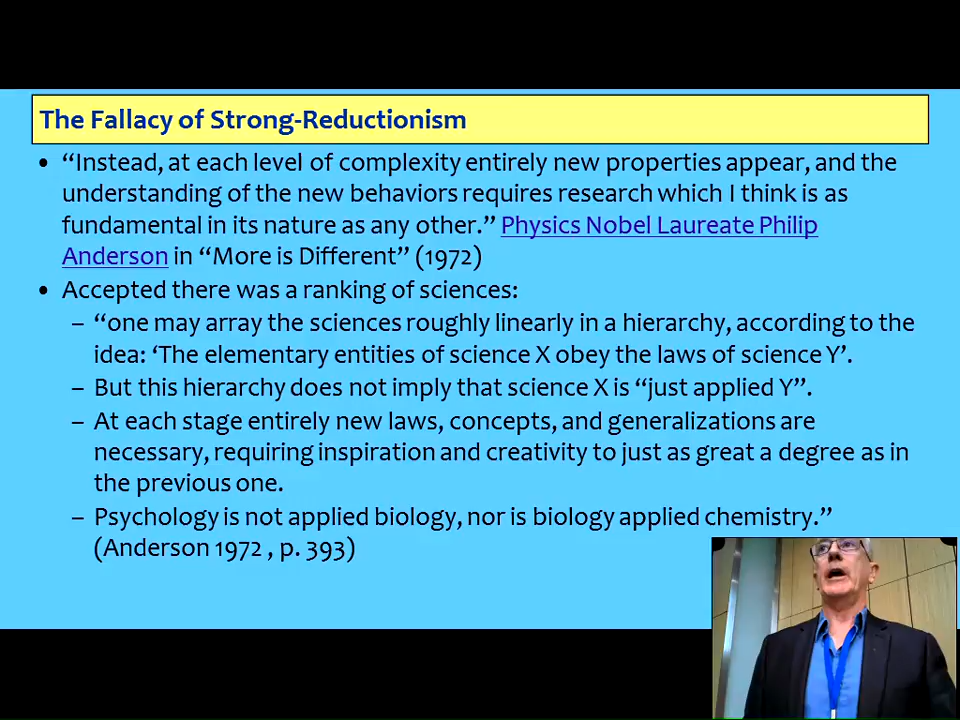 The Fallacy of Strong-Reductionism
• “Instead, at each level of complexity entirely new properties appear, and the
understanding of the new behaviors requires research which I think is as
fundamental in its nature as any other.” Physics Nobel Laureate Philip
Anderson in “More is Different” (1972)
• Accepted there was a ranking of sciences:
– “one may array the sciences roughly linearly in a hierarchy, according to the
idea: ‘The elementary entities of science X obey the laws of science Y’.
– But this hierarchy does not imply that science X is “just applied Y”.
– At each stage entirely new laws, concepts, and generalizations are
necessary, requiring inspiration and creativity to just as great a degree as in
the previous one.
– Psychology is not applied biology, nor is biology applied chemistry.”
(Anderson 1972 , p. 393)